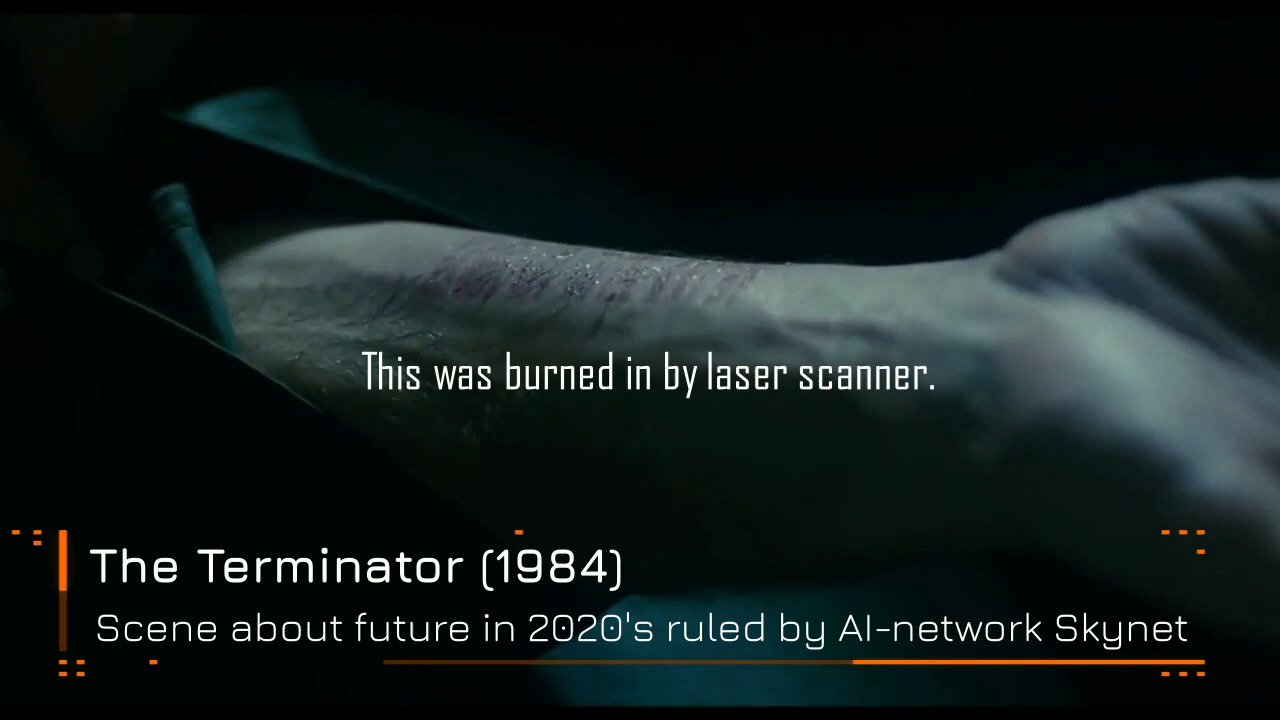 This was burned in by laser scanner.
The Terminator (1984)
Scene about future in 2020's ruled by AI-network Skynet